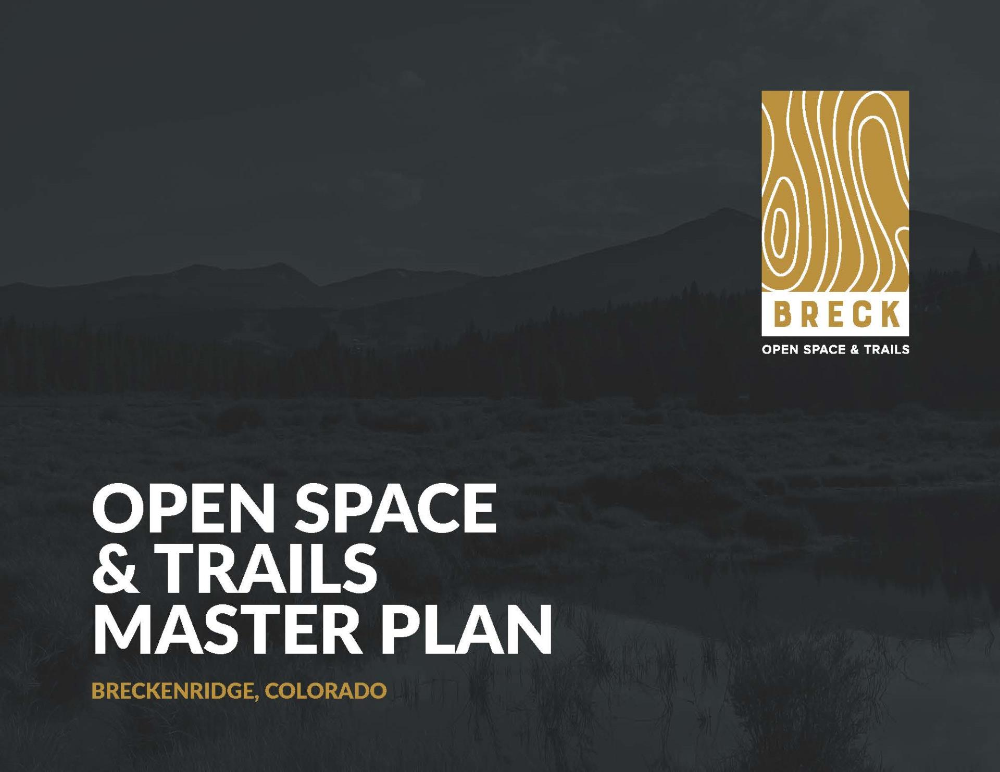 BRECK
OPEN SPACE & TRAILS
OPEN SPACE
& TRAILS
MASTER PLAN
BRECKENRIDGE, COLORADO